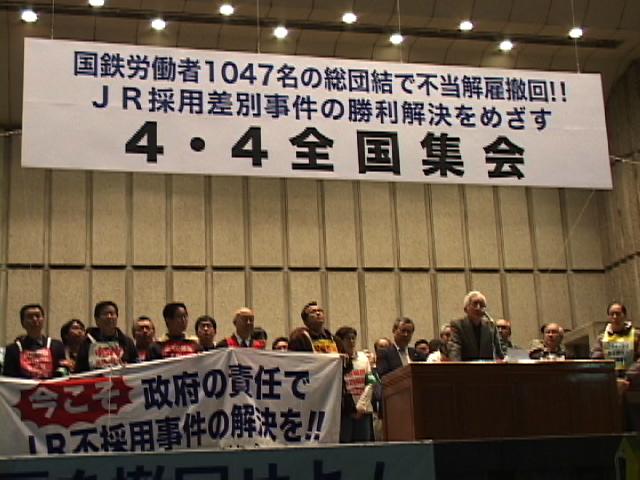 国鉄労働者1047名の総団結で不当解雇撤回!!
JR採用差別事件の勝利解決をめざす
4・4全国集会
今こそ 政府の責任で
JR不採用事件の解決を!!